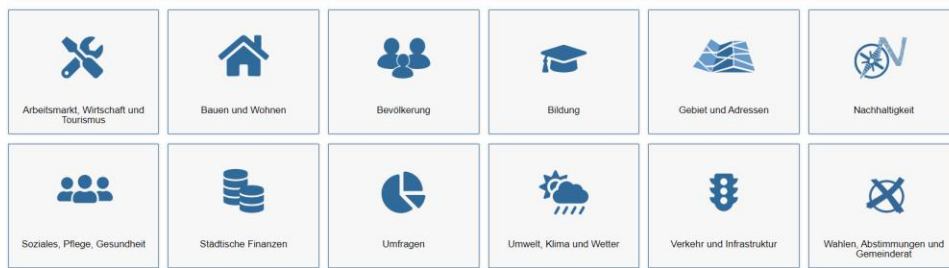 Arbeitsmarkt, Wirtschaft und
Tourismus
Bauen und Wohnen
Bevölkerung
Bildung
Gebiet und Adressen
N
Nachhaltigkeit
Soziales, Pflege, Gesundheit
Städtische Finanzen
Umfragen
Umwelt, Klima und Wetter
Verkehr und Infrastruktur
Wahlen, Abstimmungen und
Gemeinderat